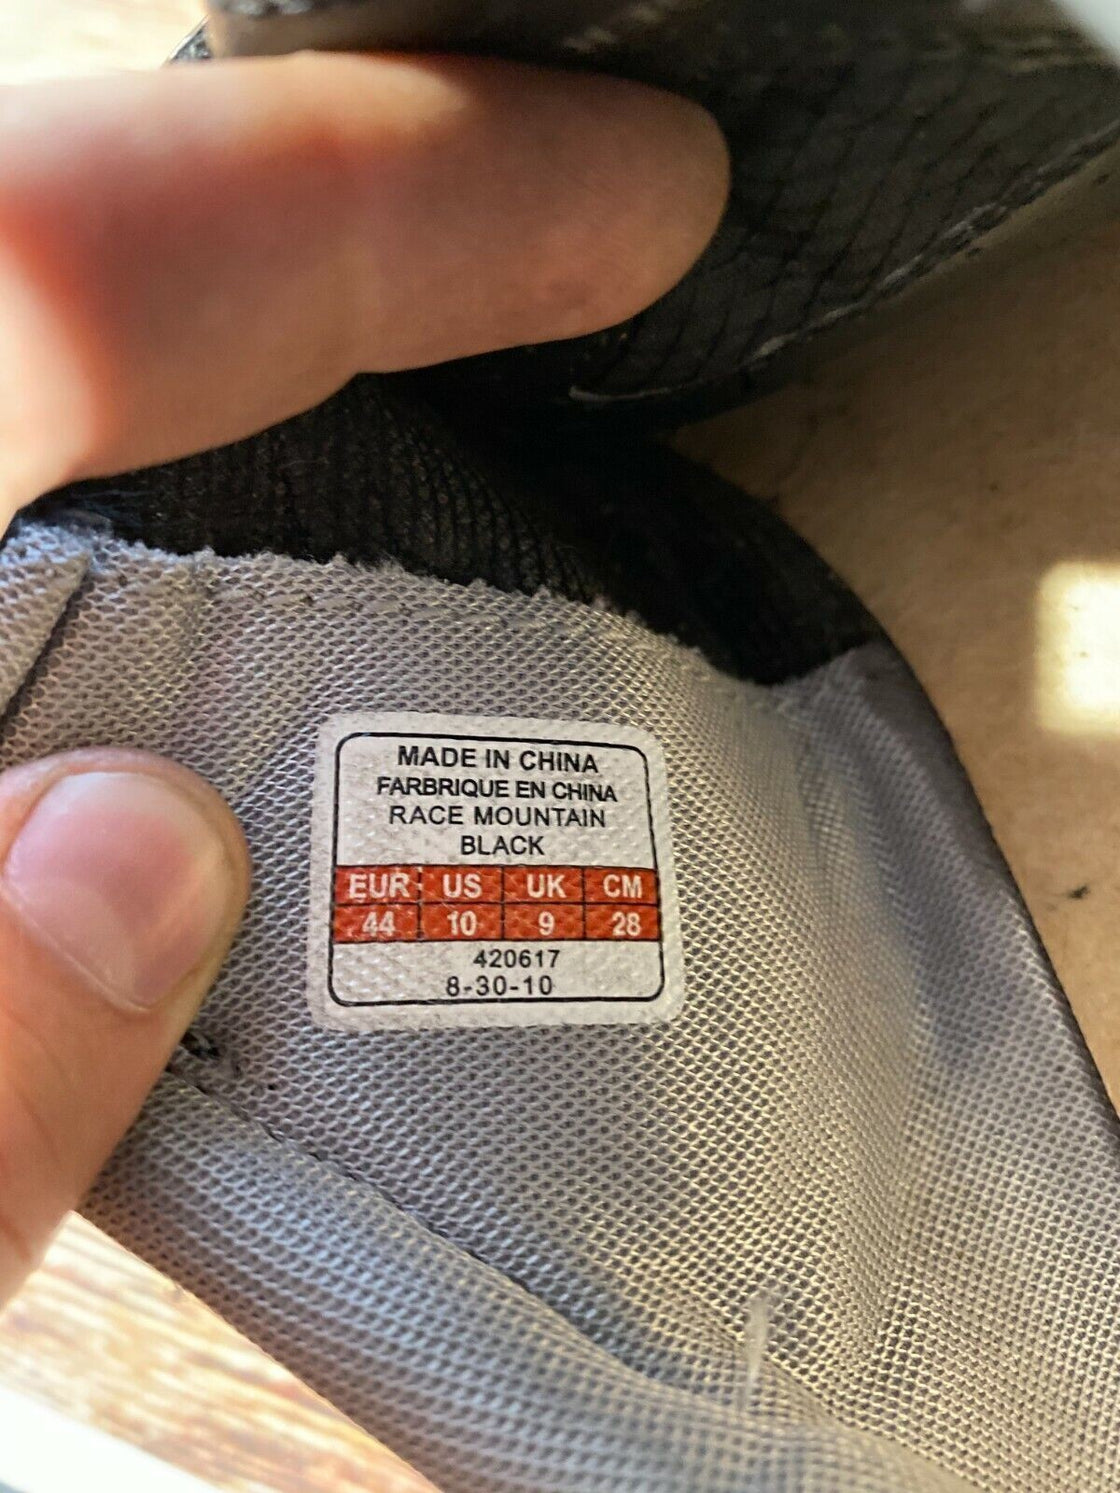 MADE IN CHINA
FARBRIQUE EN CHINA
RACE MOUNTAIN
BLACK
EUR US UK CM
44 10 9 28
420617
8-30-10